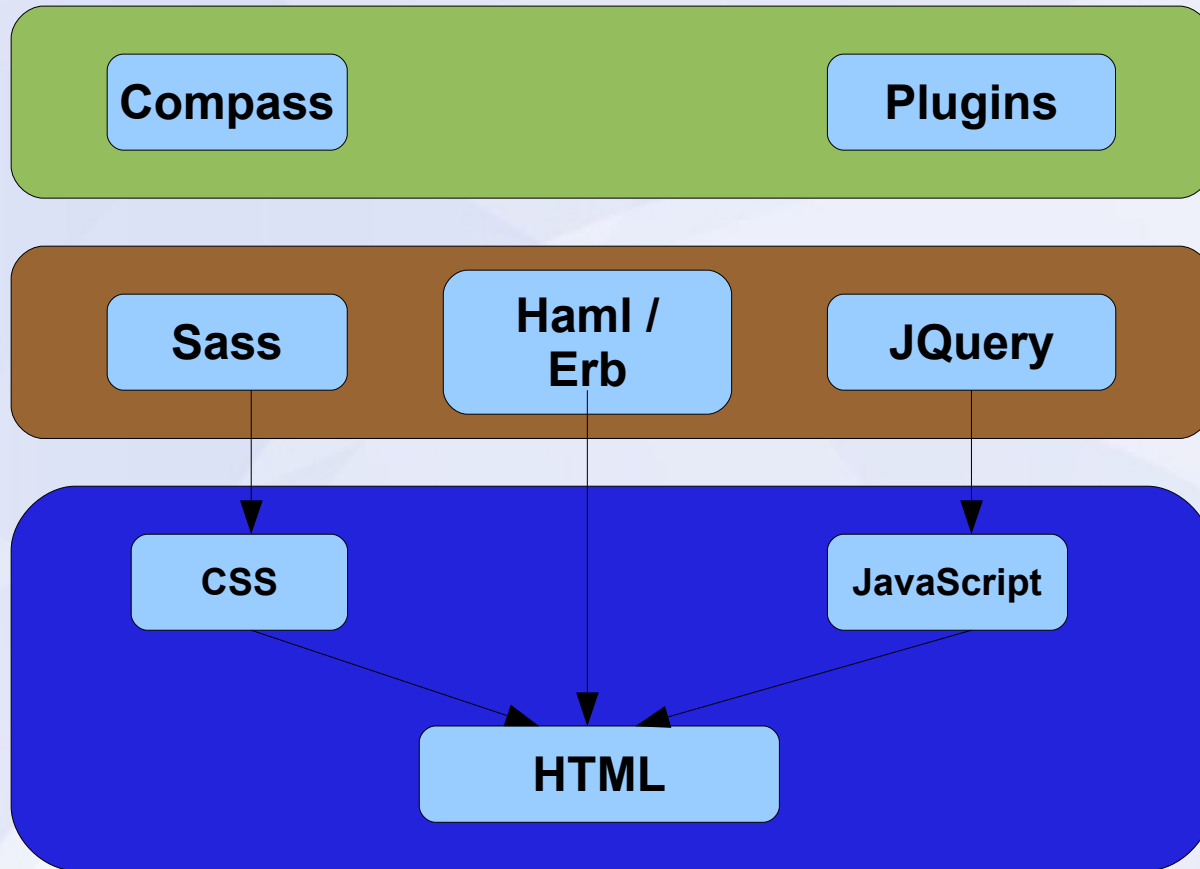 Compass
Plugins
Sass
Haml /
Erb
JQuery
CSS
JavaScript
HTML